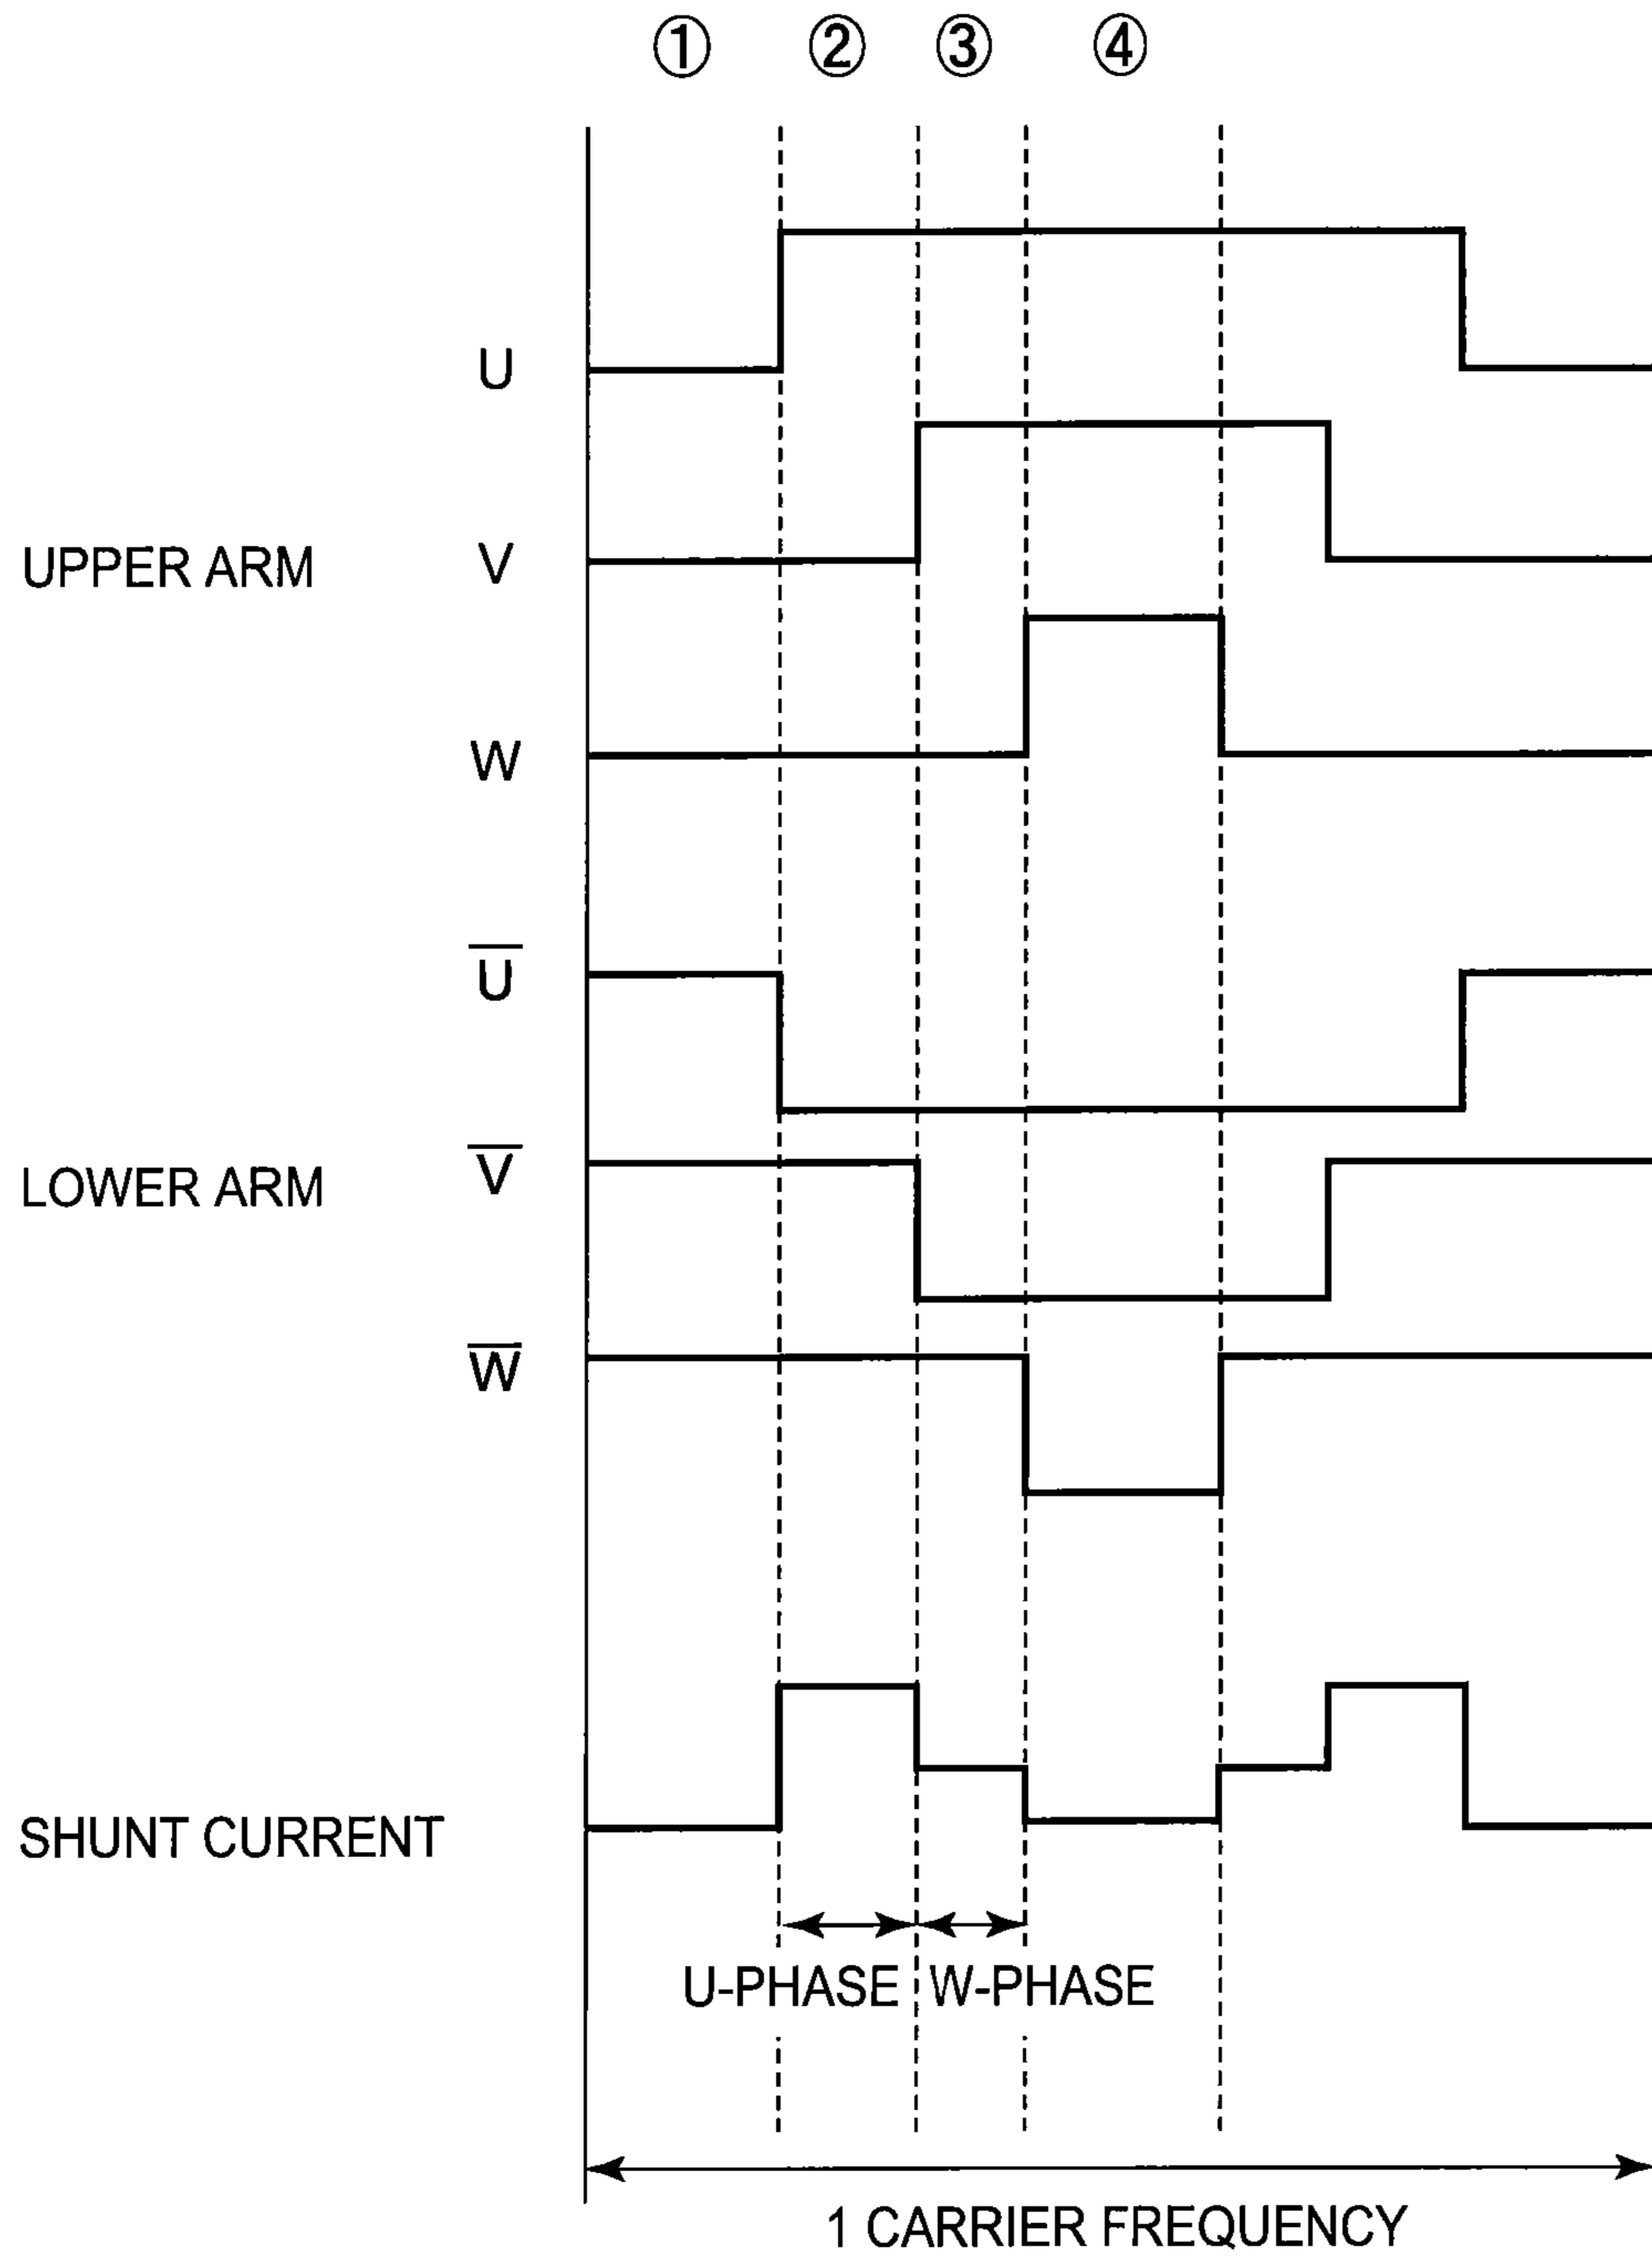 ① ② ③ ④
U
UPPER ARM V
W
U̅
LOWER ARM V̅
W̅
SHUNT CURRENT
U-PHASE W-PHASE
1 CARRIER FREQUENCY